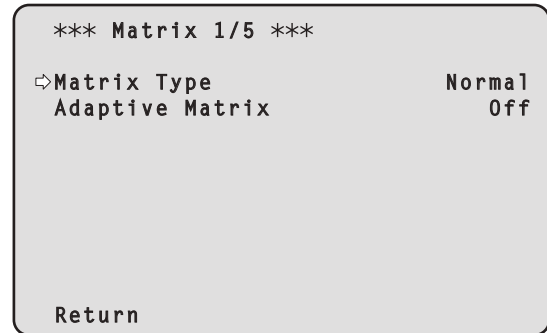 *** Matrix 1/5 ***
⇨Matrix Type Normal
Adaptive Matrix Off
Return